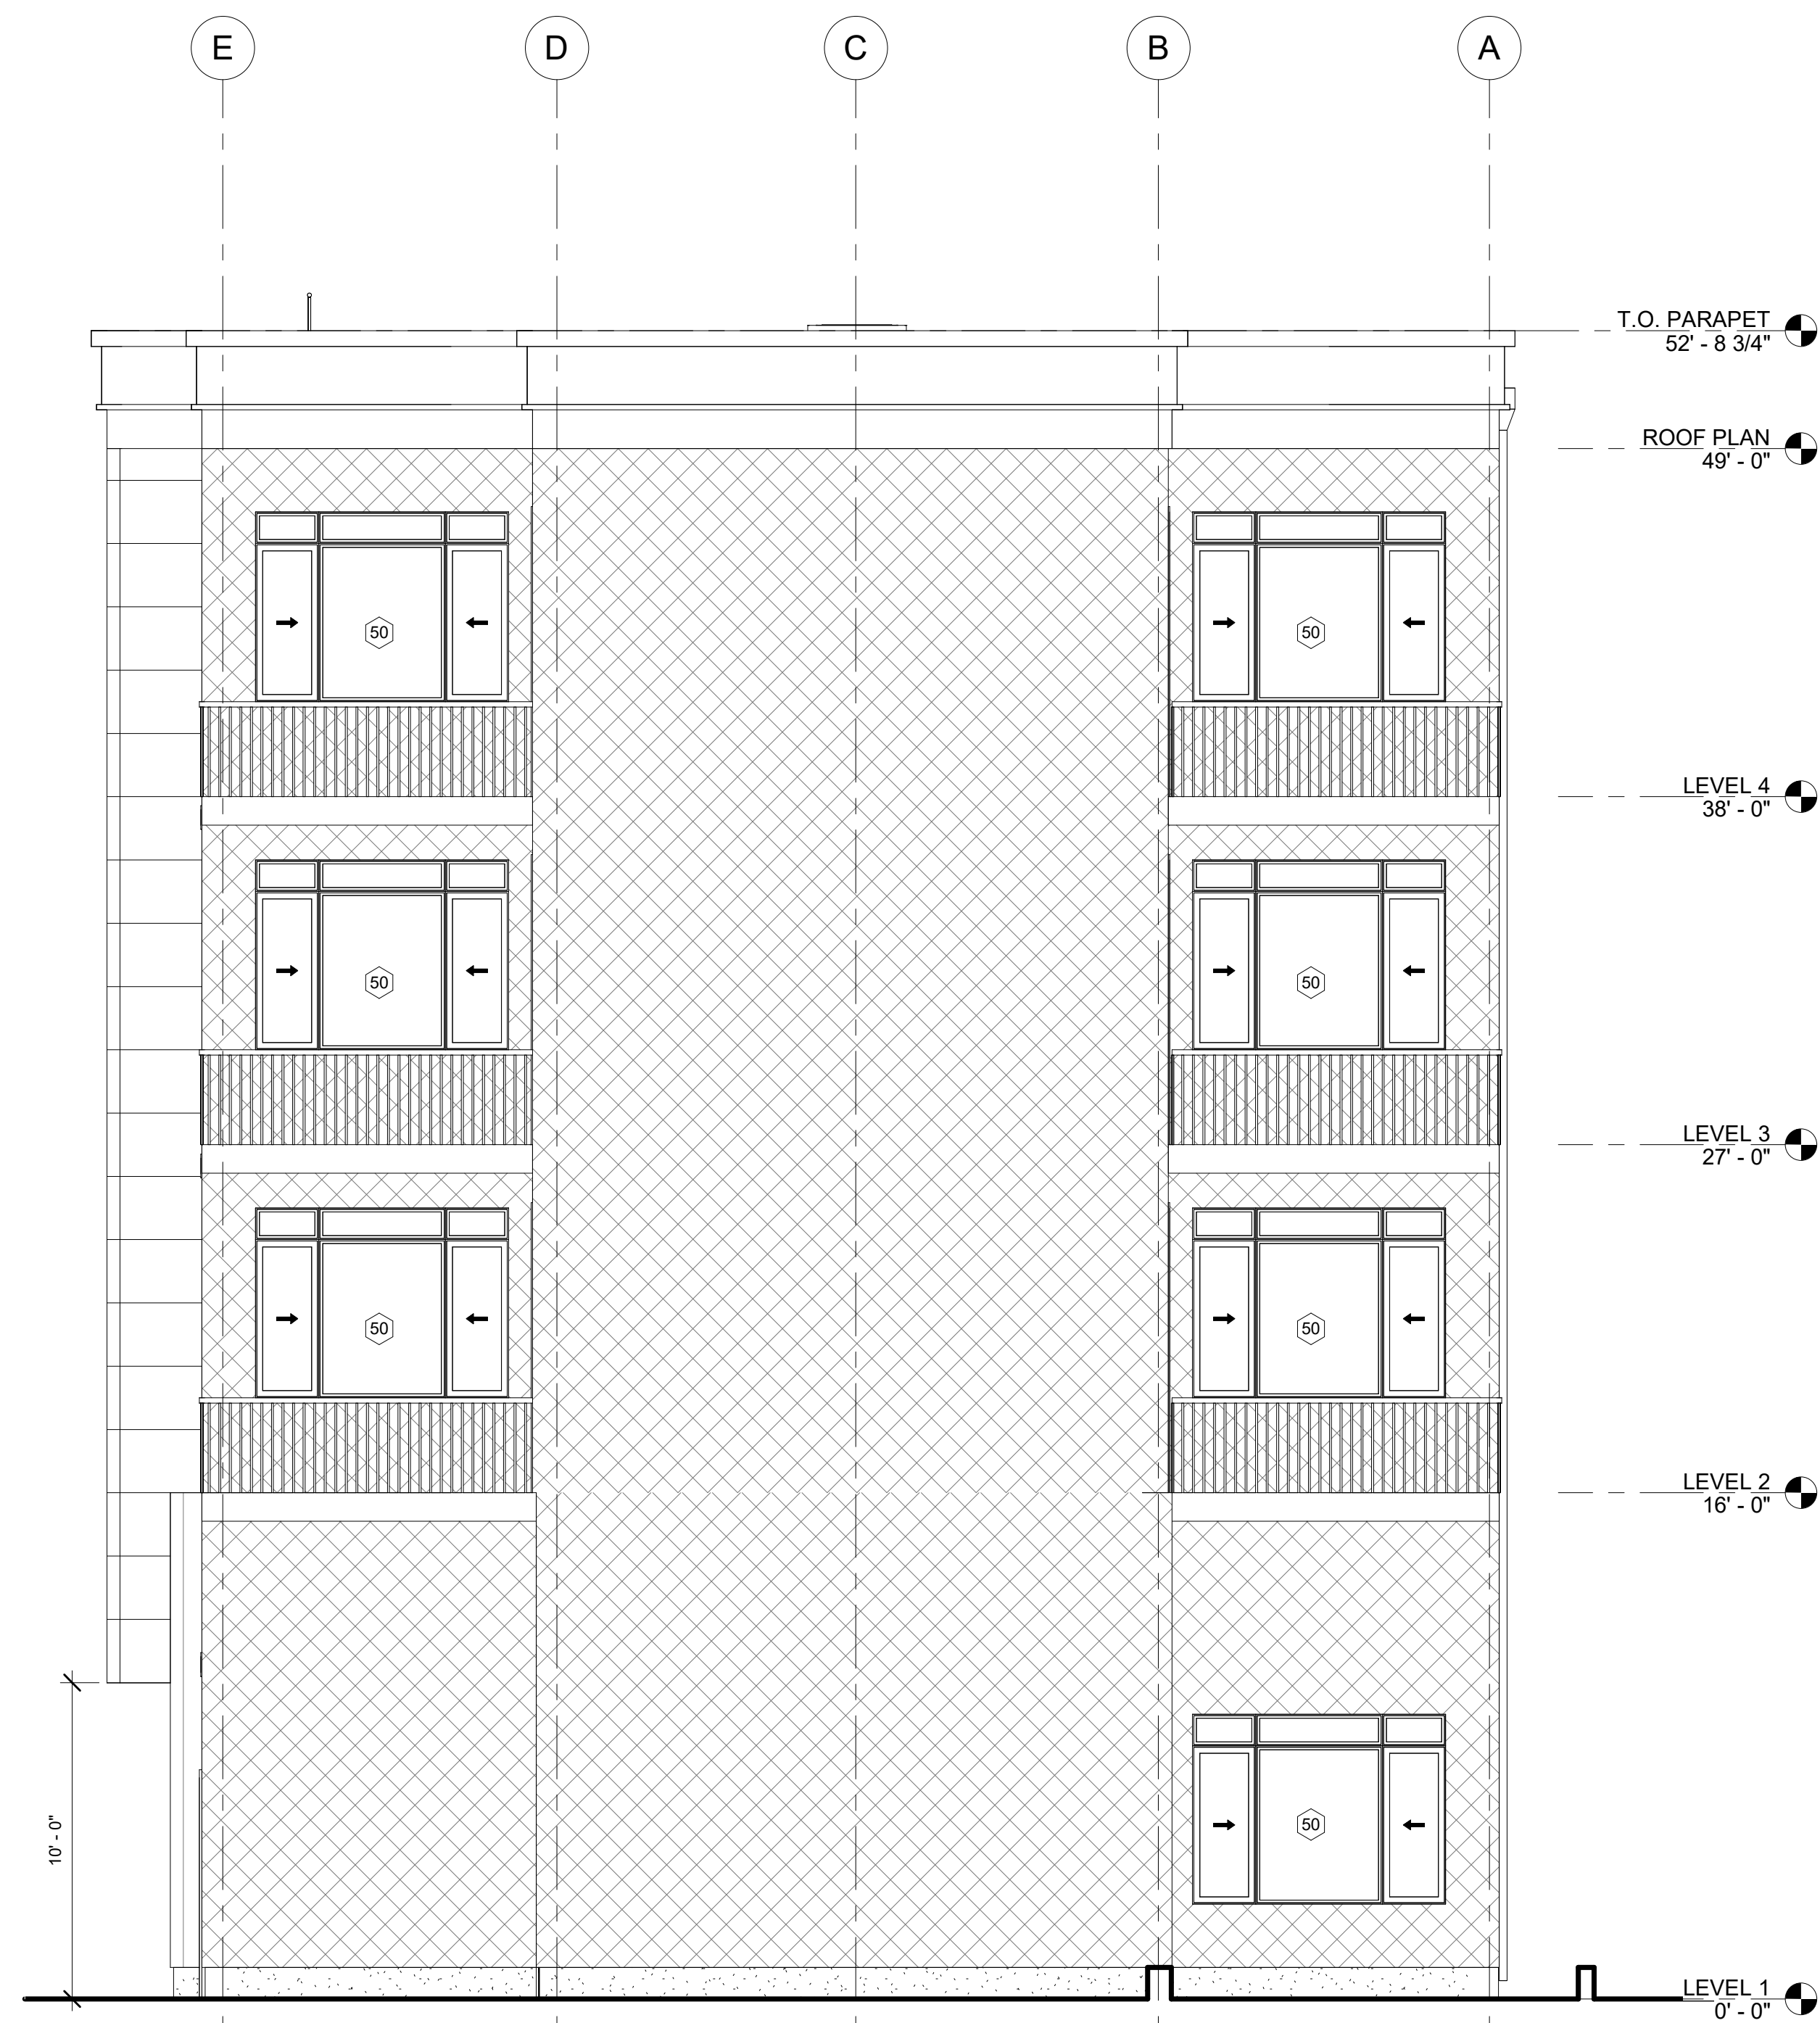 E
D
C
B
A
T.O. PARAPET
52' - 8 3/4"
ROOF PLAN
49' - 0"
50
50
LEVEL 4
38' - 0"
50
50
LEVEL 3
27' - 0"
50
50
LEVEL 2
16' - 0"
50
10' - 0"
LEVEL 1
0' - 0"